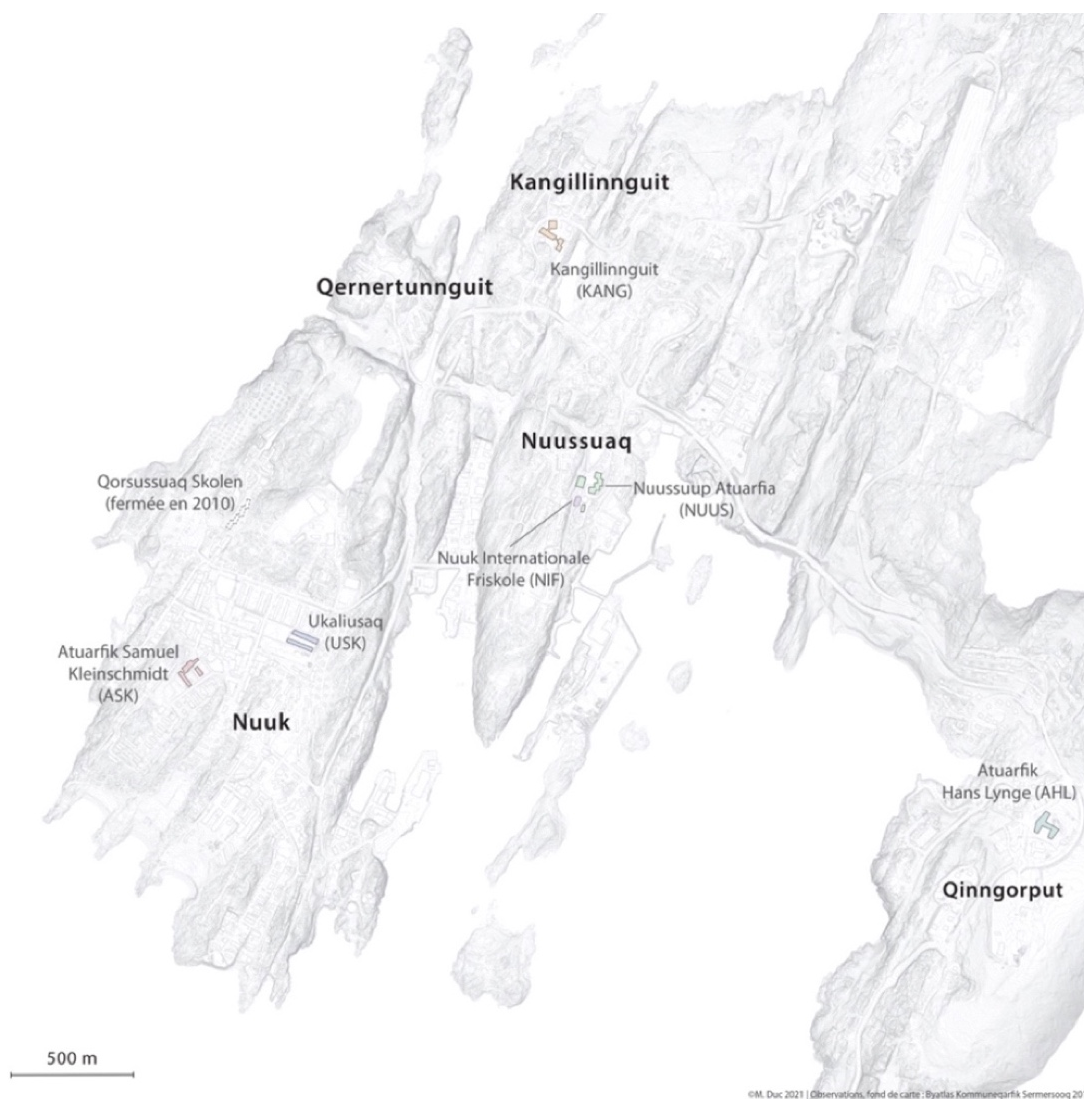 Kangillinnguit
Kangillinnguit
(KANG)
Qernertunnguit
Nuussuaq
Qorsussuaq Skolen
(fermée en 2010)
Nuussuup Atuarfia
(NUUS)
Nuuk Internationale
Friskole (NIF)
Ukaliusaq
(USK)
Atuarfik Samuel
Kleinschmidt
(ASK)
Nuuk
Atuarfik
Hans Lynge (AHL)
Qinngorput
500 m
©M. Duc 2021 | Observations, fond de carte : Byatlas Kommuneqarfik Sermersooq 20